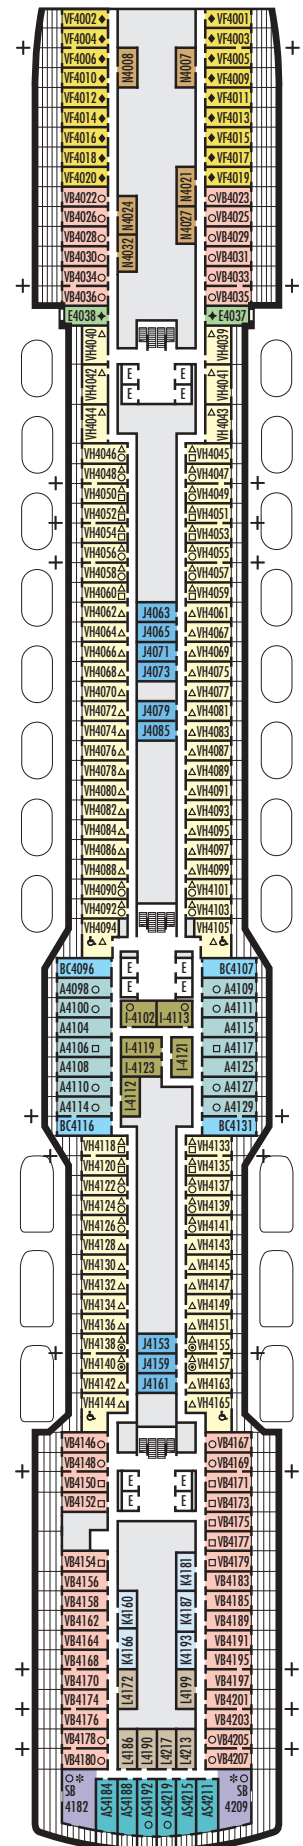 VF4002 VF4001
VF4004 VF4003
VF4006 N4008 N4007 VF4005
VF4010 VF4009
VF4012 VF4011
VF4014 VF4013
VF4016 VF4015
VF4018 VF4017
VF4020 N4021 VF4019
VB4022 N4024 VB4023
VB4026 N4027 VB4025
VB4028 N4032 VB4029
VB4030 VB4031
VB4034 VB4033
VB4036 VB4035
E4038 E4037
VH4040 VH4039
VH4042 E E VH4041
E E
VH4044 VH4043
VH4046 VH4045
VH4048 VH4047
VH4050 VH4049
VH4052 VH4051
VH4054 VH4053
VH4056 VH4055
VH4058 VH4057
VH4060 VH4059
VH4062 J4063 VH4061
VH4064 J4065 VH4067
VH4066 J4071 VH4069
VH4068 J4073 VH4075
VH4070 VH4077
VH4072 J4079 VH4081
VH4074 J4085 VH4083
VH4076 VH4087
VH4078 VH4089
VH4080 VH4091
VH4082 VH4093
VH4084 VH4095
VH4086 VH4097
VH4088 VH4099
VH4090 VH4101
VH4092 VH4103
VH4094 VH4105
BC4096 E E BC4107
A4098 E E A4109
A4100 I-4102 I-4113 A4111
A4104 A4115
A4106 I-4119 I-4121 A4117
A4108 I-4123 A4125
A4110 I-4112 A4127
A4114 A4129
BC4116 BC4131
VH4118 VH4133
VH4120 VH4135
VH4122 VH4137
VH4124 VH4139
VH4126 VH4141
VH4128 VH4143
VH4130 VH4145
VH4132 VH4147
VH4134 VH4149
VH4136 VH4151
VH4138 J4153 VH4155
VH4140 J4159 VH4157
VH4142 J4161 VH4163
VH4144 VH4165
VB4146 VB4167
VB4148 E E VB4169
VB4150 E E VB4171
VB4152 VB4173
VB4175
VB4177
VB4154 K4181 VB4179
VB4156 VB4183
VB4158 K4160 K4187 VB4185
VB4162 VB4189
VB4164 K4166 K4193 VB4191
VB4168 VB4195
VB4170 L4172 L4199 VB4197
VB4174 VB4201
VB4176 VB4203
VB4178 L4186 L4190 L4217 L4213 VB4205
VB4180 VB4207
SB SB
4182 AS4184 AS4188 AS4192 AS4219 AS4215 AS4211 4209